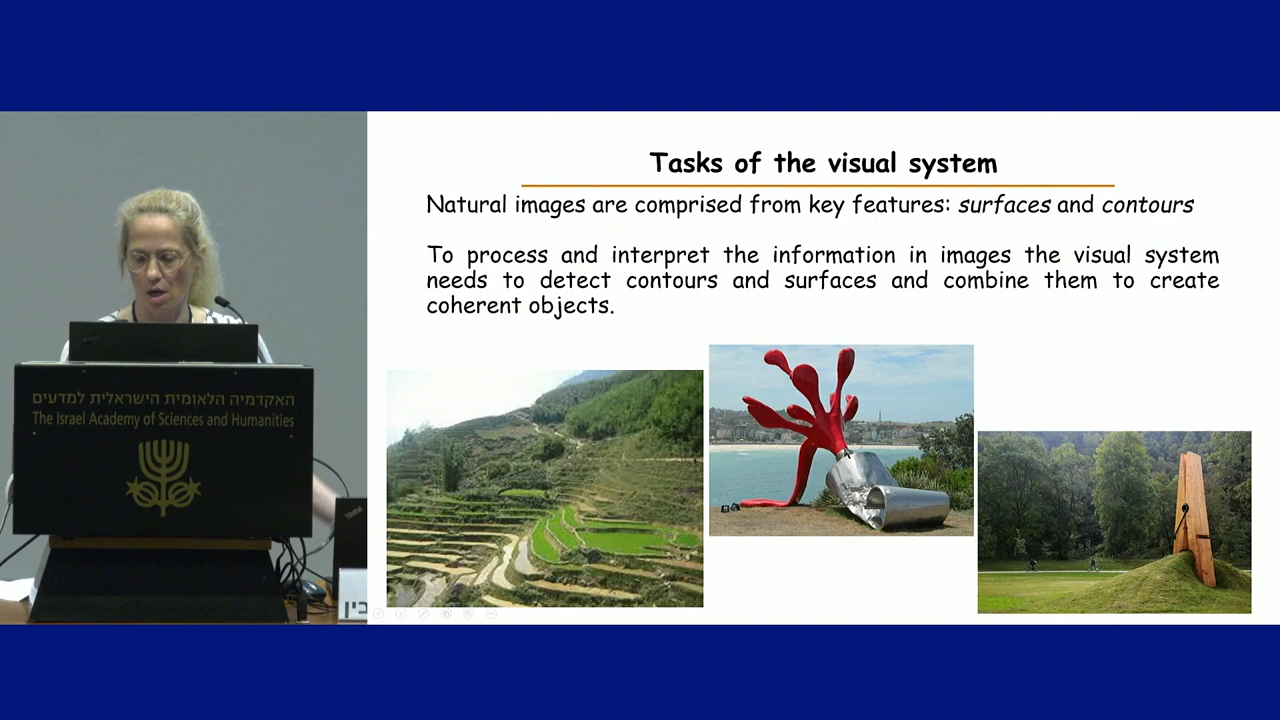 האקדמיה הלאומית הישראלית למדעים
The Israel Academy of Sciences and Humanities
Tasks of the visual system
Natural images are comprised from key features: surfaces and contours
To process and interpret the information in images the visual system
needs to detect contours and surfaces and combine them to create
coherent objects.